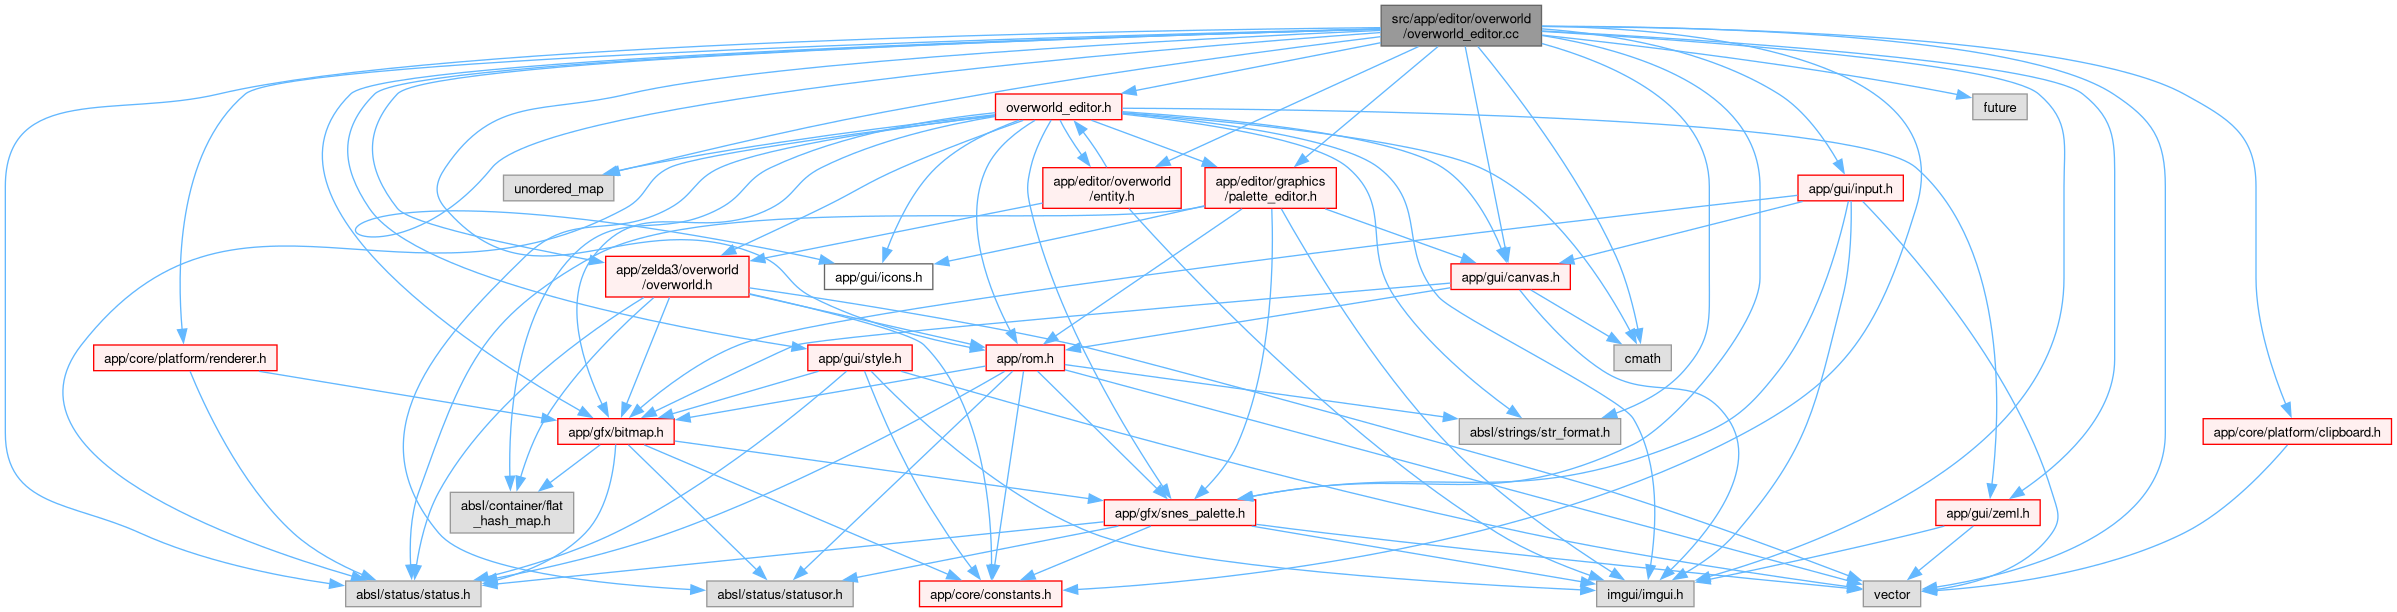 src/app/editor/overworld
/overworld_editor.cc
overworld_editor.h
future
unordered_map
app/editor/overworld
/entity.h
app/editor/graphics
/palette_editor.h
app/gui/input.h
app/zelda3/overworld
/overworld.h
app/gui/icons.h
app/gui/canvas.h
app/core/platform/renderer.h
app/gui/style.h
app/rom.h
cmath
app/gfx/bitmap.h
absl/strings/str_format.h
app/core/platform/clipboard.h
absl/container/flat
_hash_map.h
app/gfx/snes_palette.h
app/gui/zeml.h
absl/status/status.h
absl/status/statusor.h
app/core/constants.h
imgui/imgui.h
vector